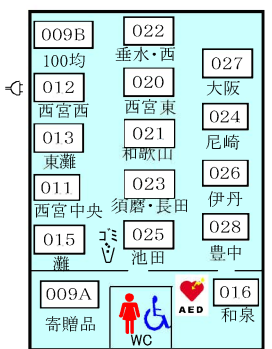 009B
100均
022
垂水・西
027
大阪
012
西宮西
020
西宮東
024
尼崎
013
東灘
021
和歌山
026
伊丹
011
西宮中央
023
須磨・長田
028
豊中
015
灘
ゴミ
025
池田
009A
寄贈品
WC
AED
016
和泉